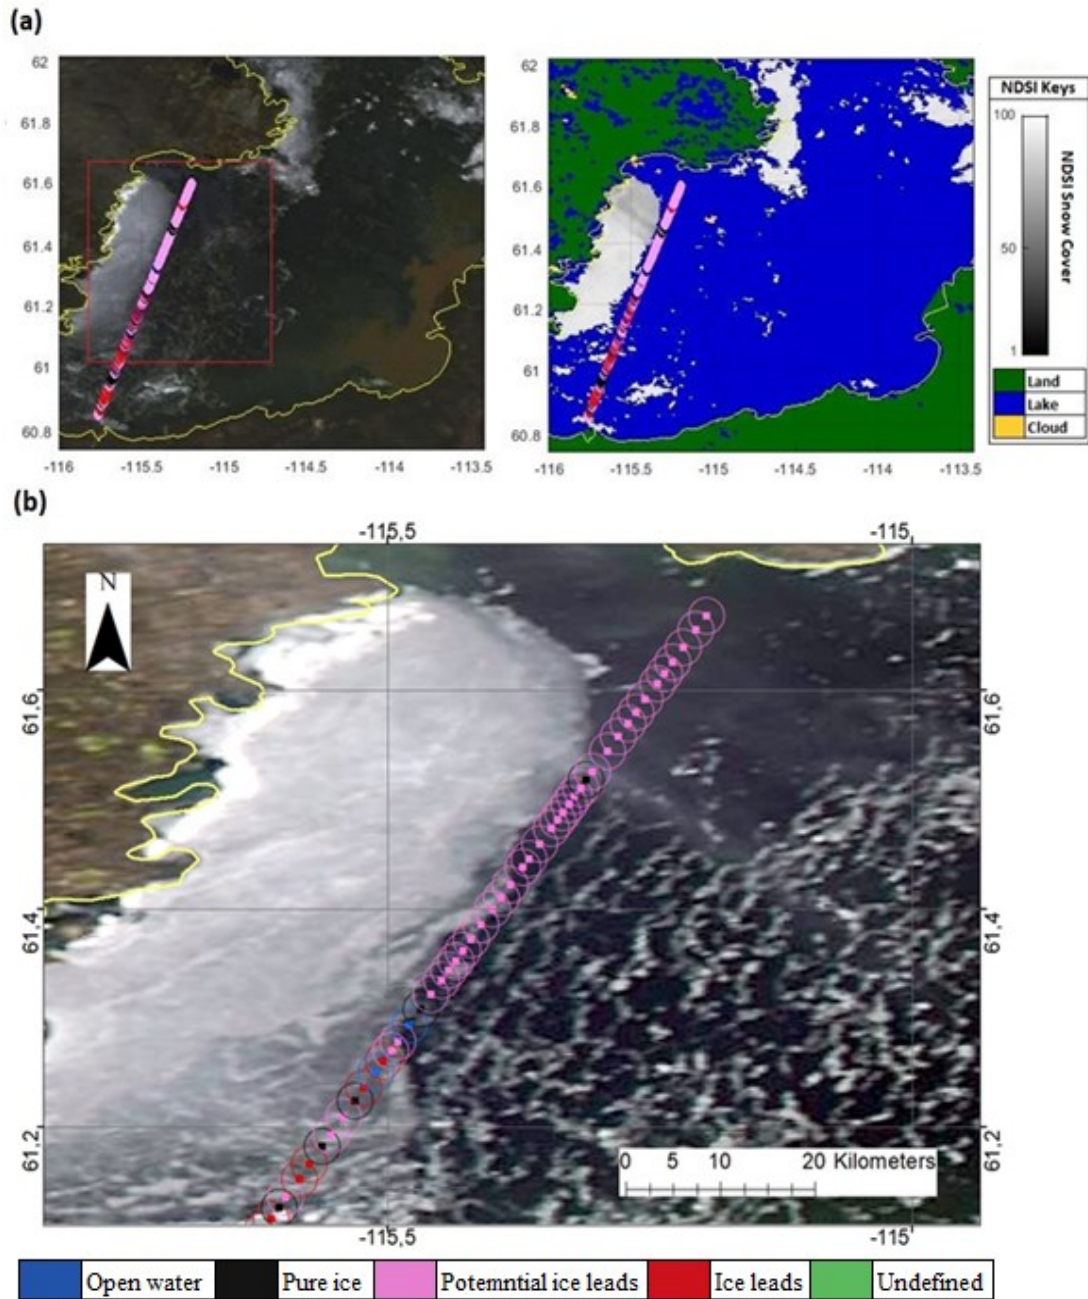 (a)
62
61.8
61.6
61.4
61.2
61
60.8
-116 -115.5 -115 -114.5 -114 -113.5
62
61.8
61.6
61.4
61.2
61
60.8
-116 -115.5 -115 -114.5 -114 -113.5
NDSI Keys
100
50
1
NDSI Snow Cover
Land
Lake
Cloud
(b)
-115,5 -115
N
61,6 61,6
61,4 61,4
61,2 61,2
0 5 10 20 Kilometers
-115,5 -115
Open water Pure ice Potemntial ice leads Ice leads Undefined